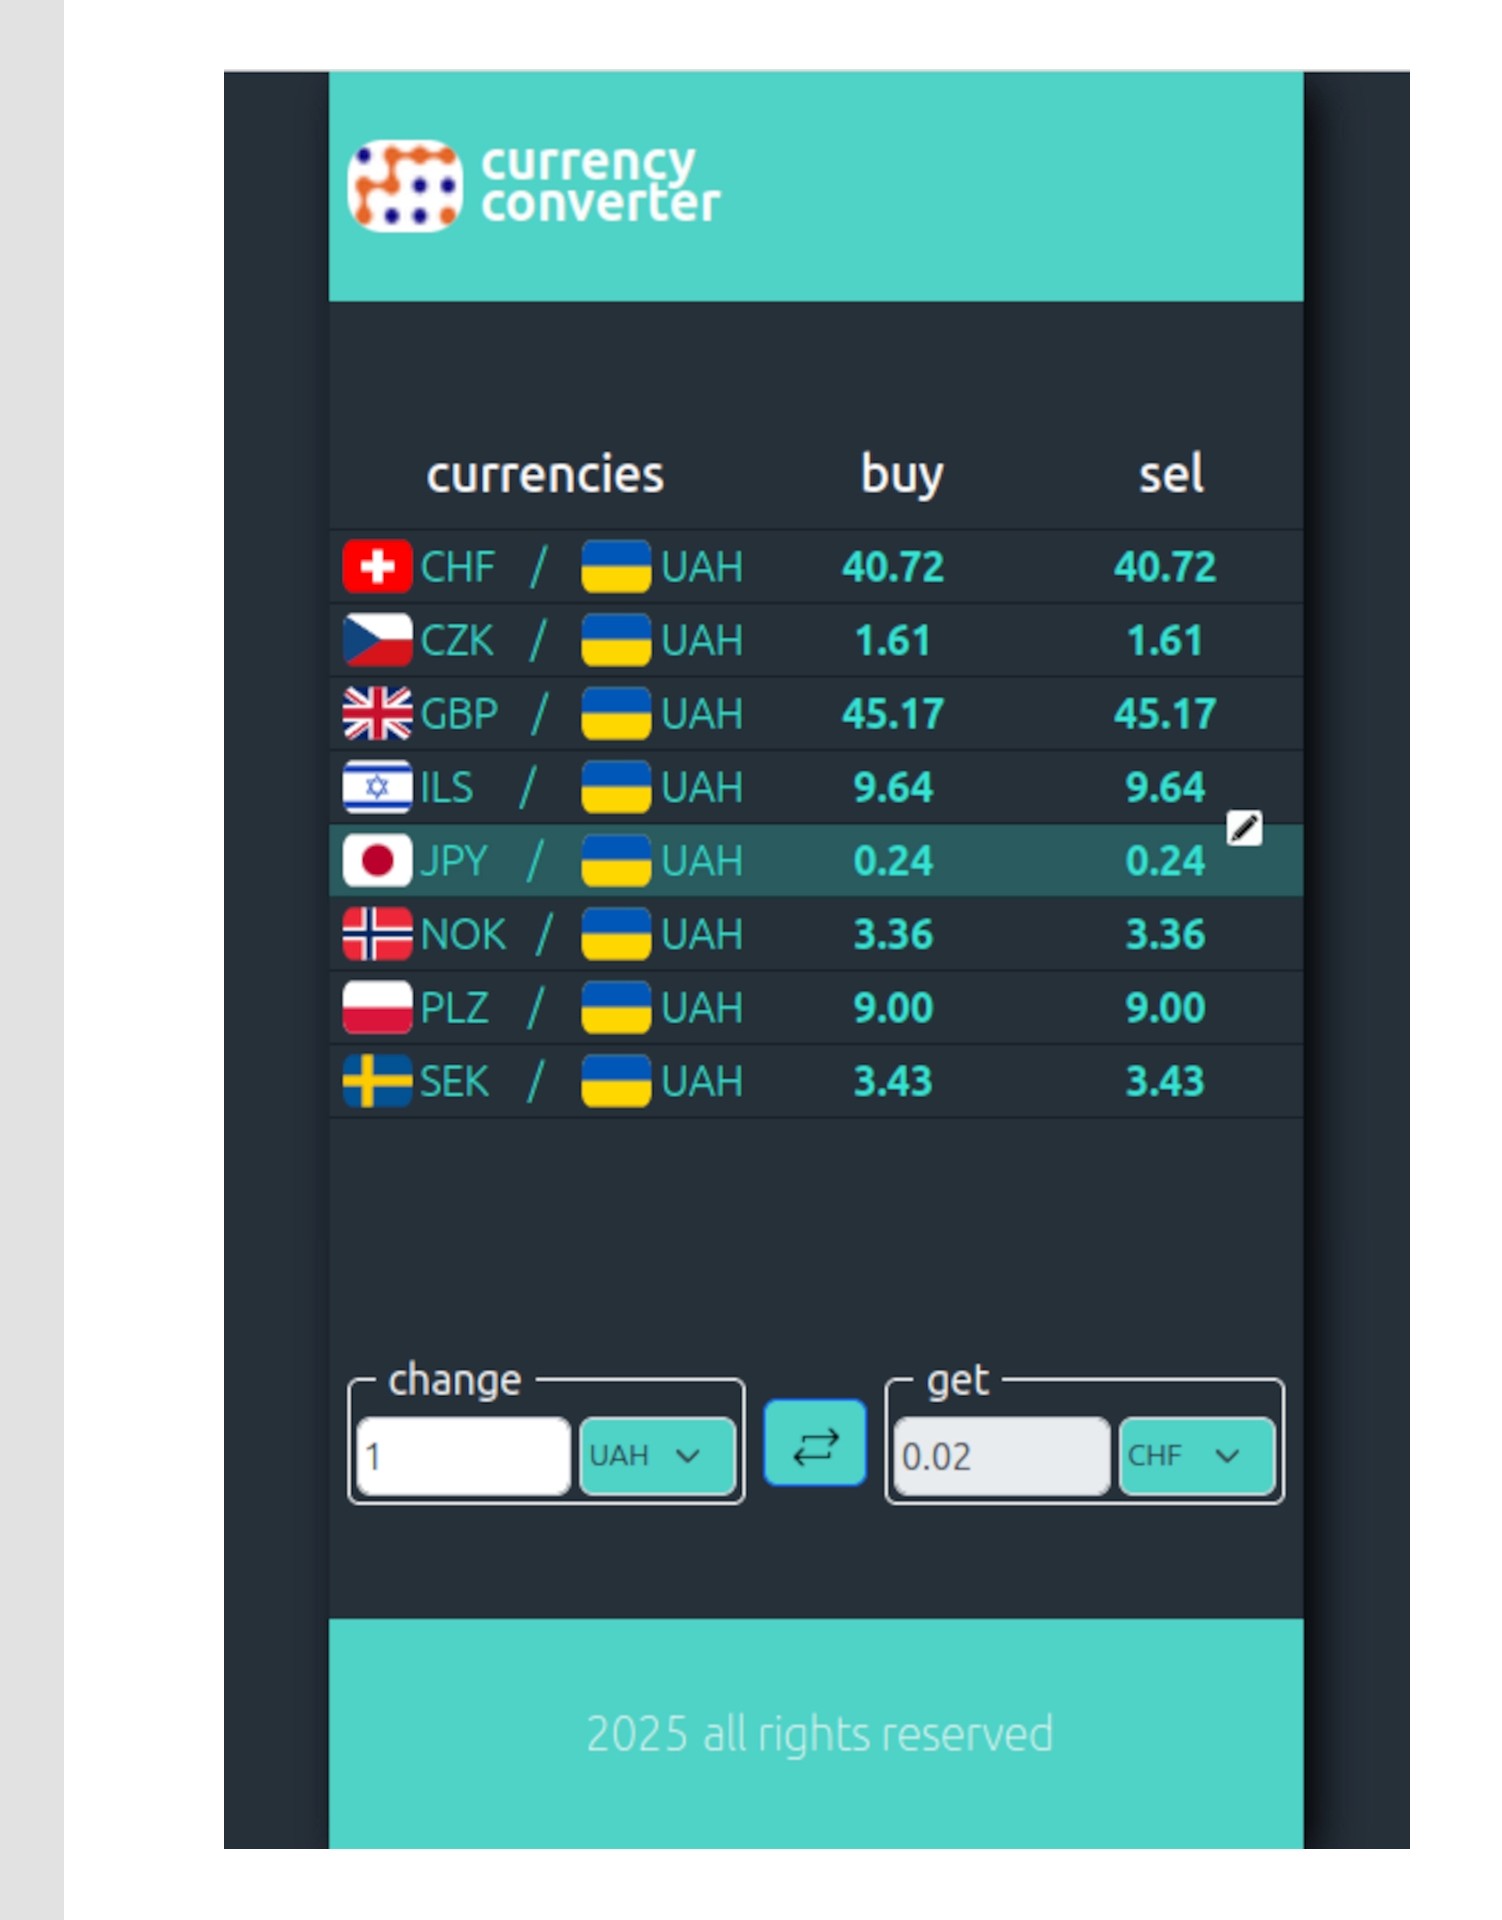 currency
converter
currencies buy sel
CHF / UAH 40.72 40.72
CZK / UAH 1.61 1.61
GBP / UAH 45.17 45.17
ILS / UAH 9.64 9.64
JPY / UAH 0.24 0.24
NOK / UAH 3.36 3.36
PLZ / UAH 9.00 9.00
SEK / UAH 3.43 3.43
change get
1 UAH 0.02 CHF
2025 all rights reserved